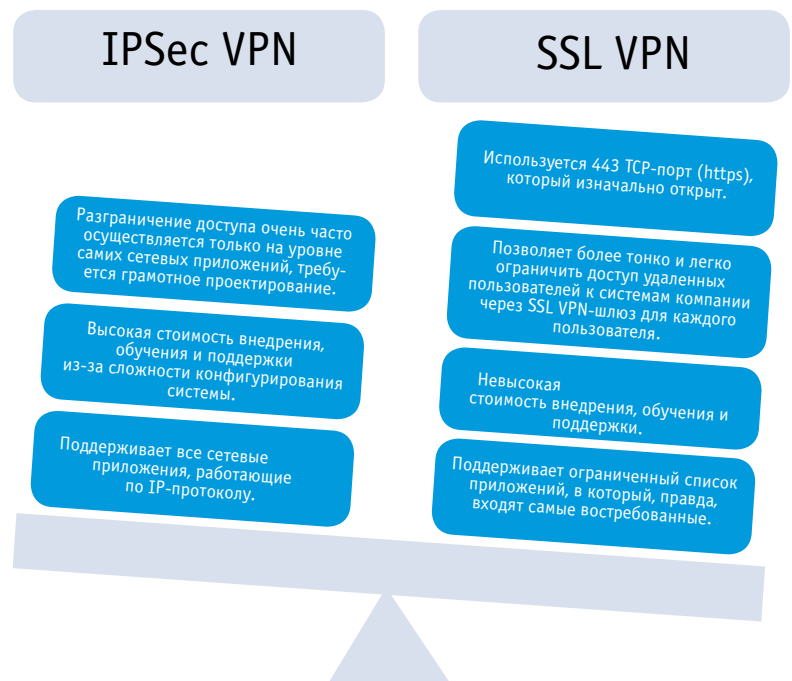 IPSec VPN
SSL VPN
Разграничение доступа очень часто
осуществляется только на уровне
самих сетевых приложений, требу-
ется грамотное проектирование.
Высокая стоимость внедрения,
обучения и поддержки
из-за сложности конфигурирования
системы.
Поддерживает все сетевые
приложения, работающие
по IP-протоколу.
Используется 443 TCP-порт (https),
который изначально открыт.
Позволяет более тонко и легко
ограничить доступ удаленных
пользователей к системам компании
через SSL VPN-шлюз для каждого
пользователя.
Невысокая
стоимость внедрения, обучения и
поддержки.
Поддерживает ограниченный список
приложений, в который, правда,
входят самые востребованные.